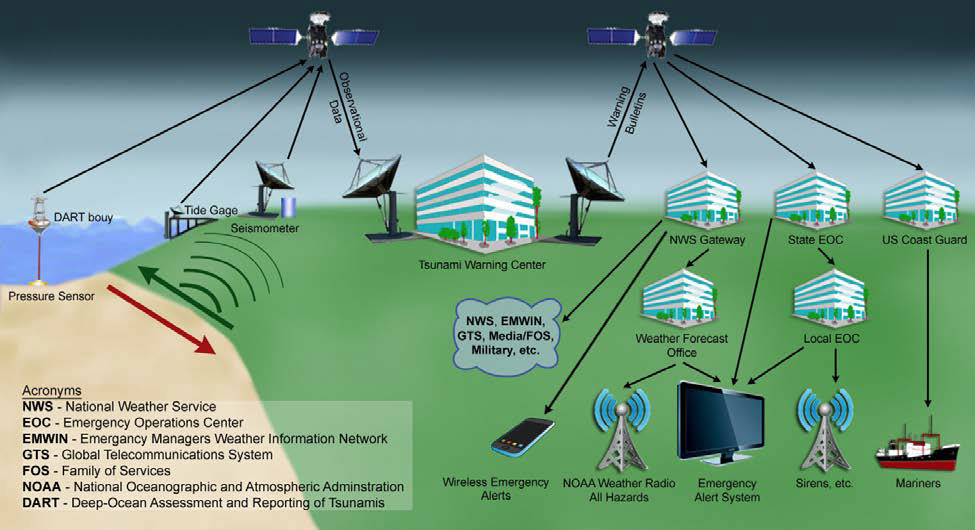 Observational
Data
Warning
Bulletins
DART bouy
Tide Gage
Seismometer
Pressure Sensor
Tsunami Warning Center
NWS Gateway
State EOC
US Coast Guard
NWS, EMWIN,
GTS, Media/FOS,
Military, etc.
Weather Forecast
Office
Local EOC
Wireless Emergency
Alerts
NOAA Weather Radio
All Hazards
Emergency
Alert System
Sirens, etc.
Mariners
Acronyms
NWS - National Weather Service
EOC - Emergency Operations Center
EMWIN - Emergancy Managers Weather Information Network
GTS - Global Telecommunications System
FOS - Family of Services
NOAA - National Oceanographic and Atmospheric Adminstration
DART - Deep-Ocean Assessment and Reporting of Tsunamis